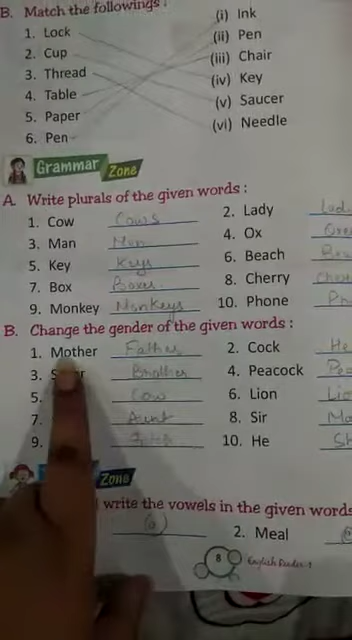 B. Match the followings :
1. Lock (i) Ink
2. Cup (ii) Pen
3. Thread (iii) Chair
4. Table (iv) Key
5. Paper (v) Saucer
6. Pen (vi) Needle
Grammar Zone
A. Write plurals of the given words :
1. Cow Cows 2. Lady
3. Man Men 4. Ox
5. Key Keys 6. Beach
7. Box Boxes 8. Cherry
9. Monkey Monkeys 10. Phone
B. Change the gender of the given words :
1. Mother Father 2. Cock He
3. Brother 4. Peacock
5. Cow 6. Lion
7. Aunt 8. Sir
9. 10. He
Zone
write the vowels in the given words
2. Meal
8 English Reader-1